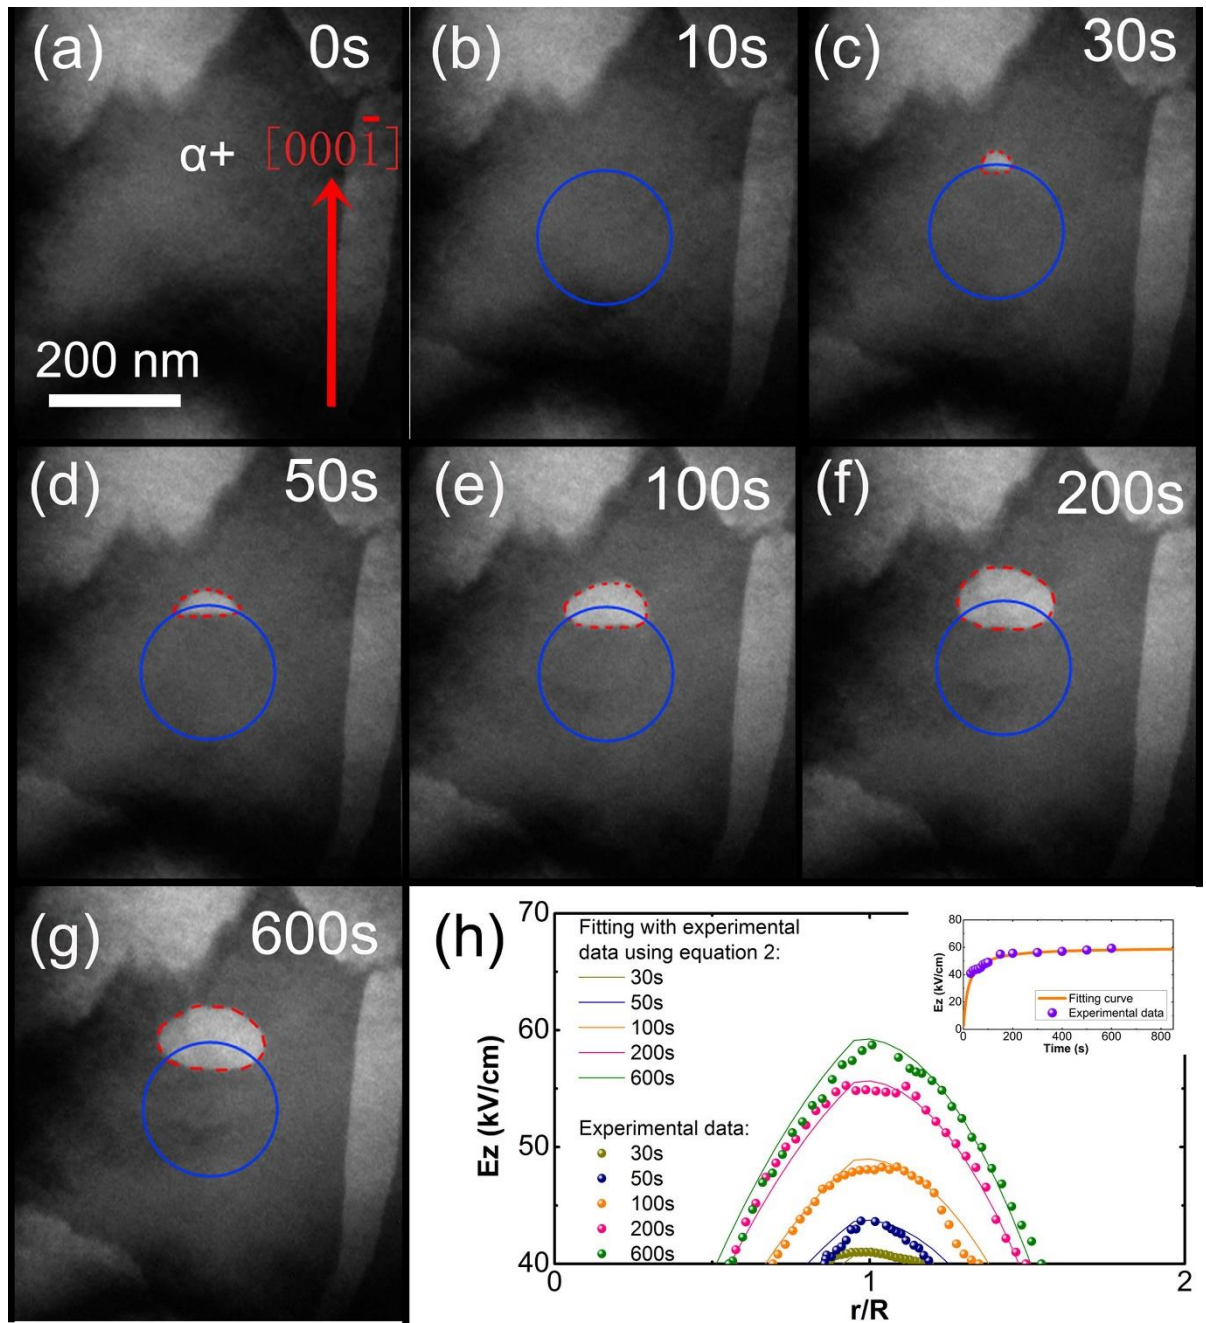 (a) 0s
α+ [0001̄]
200 nm
(b) 10s
(c) 30s
(d) 50s
(e) 100s
(f) 200s
(g) 600s
(h)
70
60
50
40
Ez (kV/cm)
Fitting with experimental
data using equation 2:
30s
50s
100s
200s
600s
Experimental data:
30s
50s
100s
200s
600s
0 1 2
r/R
80
60
40
20
0
Ez (kV/cm)
Fitting curve
Experimental data
0 200 400 600 800
Time (s)